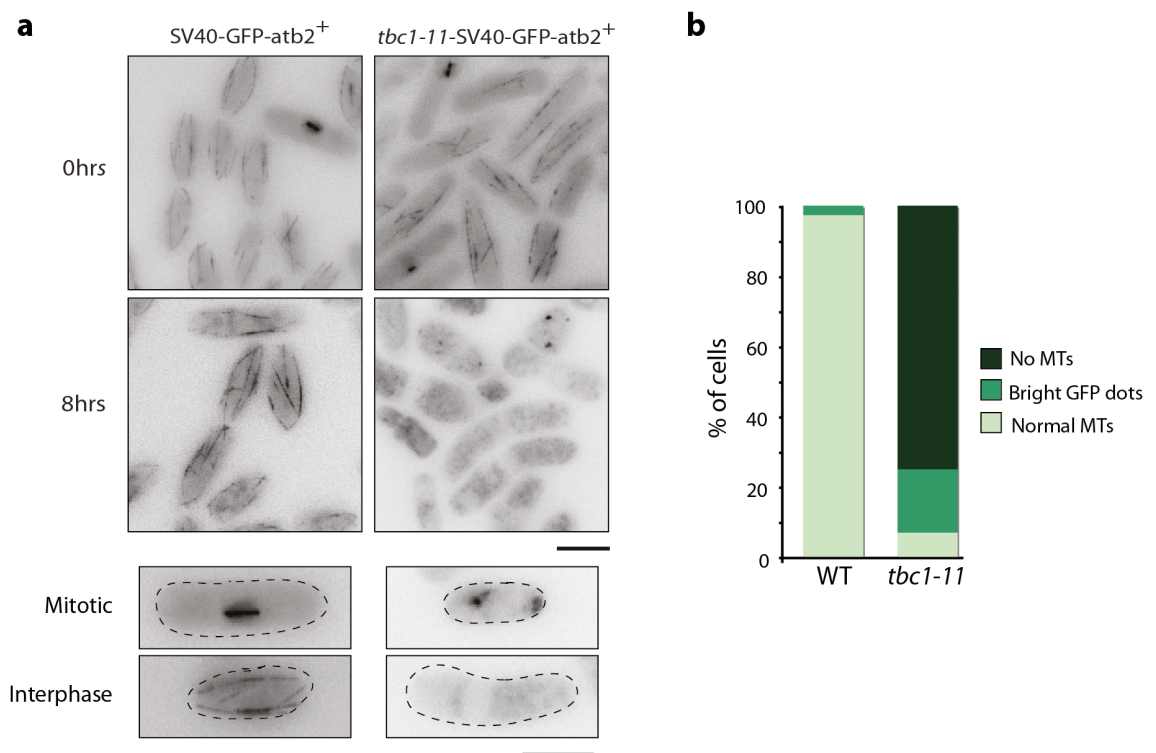 a
SV40-GFP-atb2+
tbc1-11-SV40-GFP-atb2+
0hrs
8hrs
Mitotic
Interphase
b
% of cells
100
80
60
40
20
0
WT
tbc1-11
No MTs
Bright GFP dots
Normal MTs